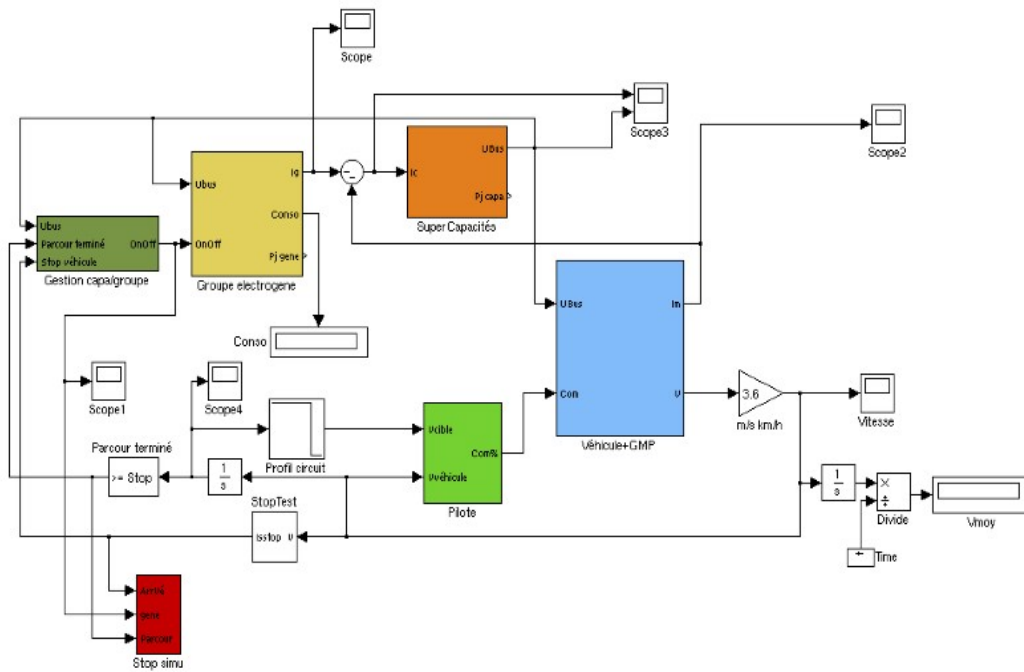 Scope
Scope3
Scope2
Ubus
Ig
Conso
OnOff
Pj gene
Groupe electrogene
Ic
UBus
Pj capa
Super Capacités
Ubus
Parcour terminé
OnOff
Stop véhicule
Gestion capa/groupe
Conso
UBus
Im
Com
V
Véhicule+GMP
3.6
m/s km/h
Vitesse
Scope1
Scope4
Parcour terminé
>= Stop
1
s
Profil circuit
Vcible
Com%
Vvéhicule
Pilote
StopTest
isstop
1
s
Divide
Vmoy
Time
Arrivé
gene
Parcour
Stop simu